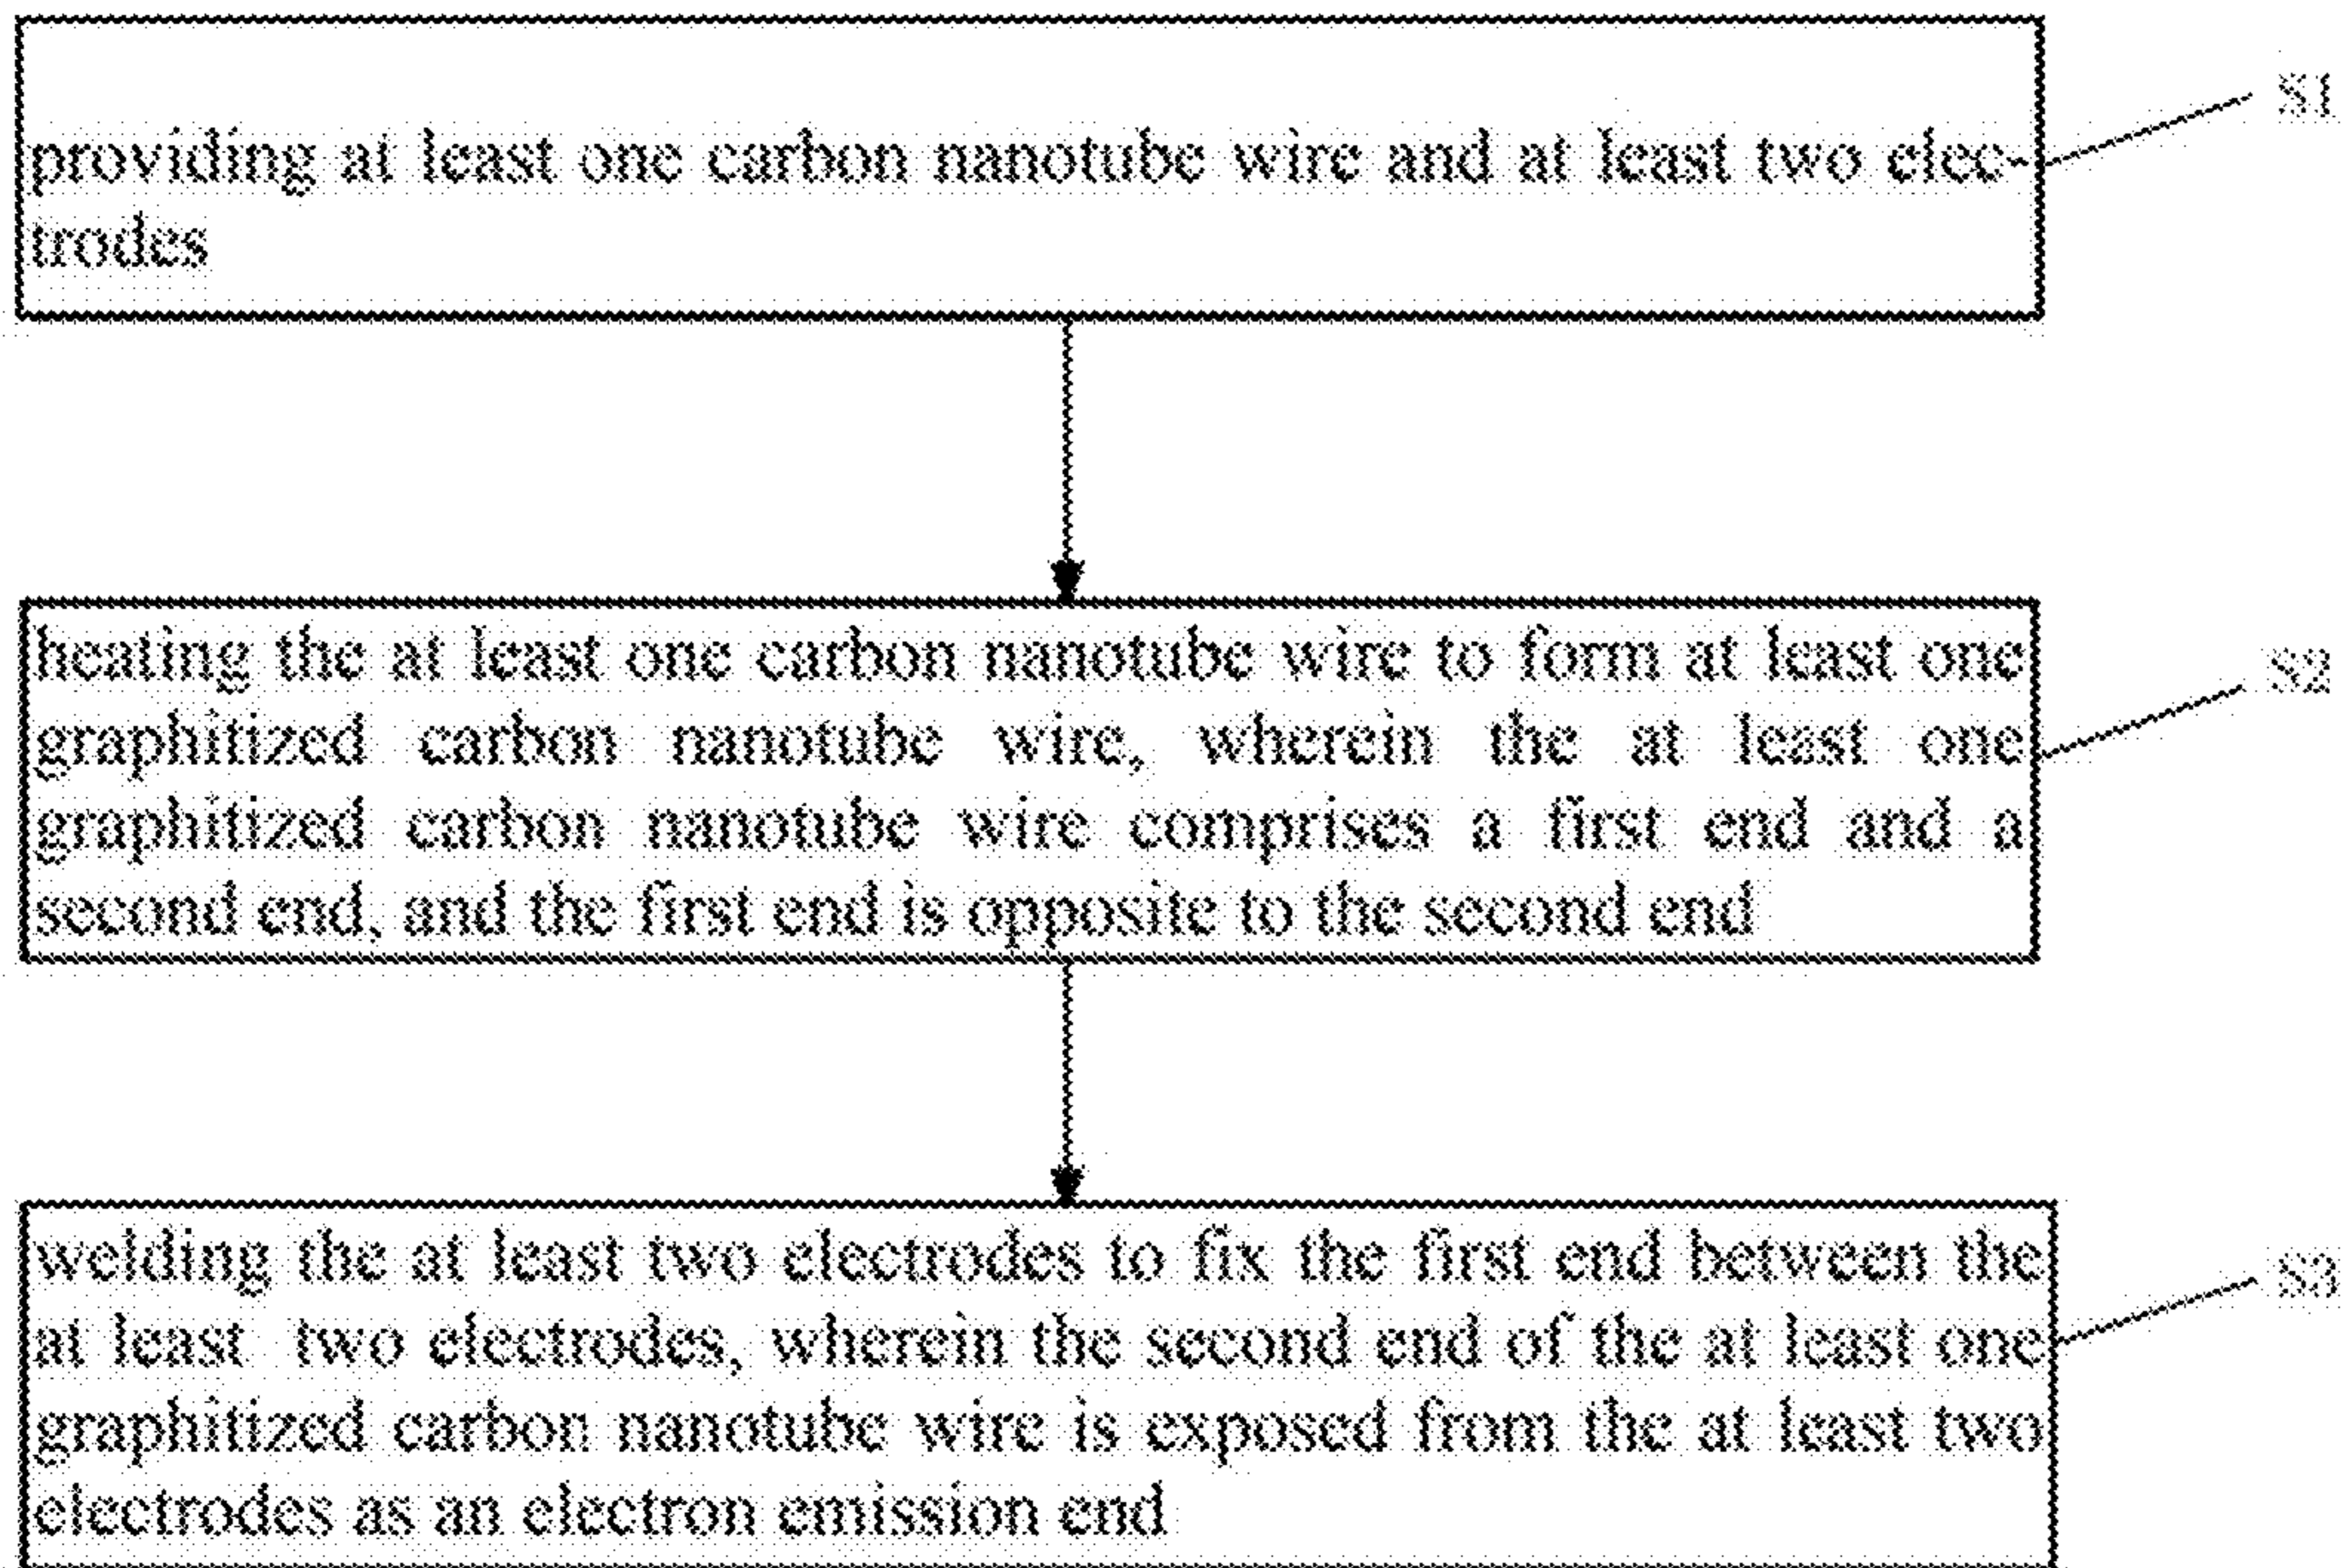 S1
providing at least one carbon nanotube wire and at least two elec-
trodes
heating the at least one carbon nanotube wire to form at least one
S2
graphitized carbon nanotube wire, wherein the at least one
graphitized carbon nanotube wire comprises a first end and a
second end, and the first end is opposite to the second end
welding the at least two electrodes to fix the first end between the
S3
at least two electrodes, wherein the second end of the at least one
graphitized carbon nanotube wire is exposed from the at least two
electrodes as an electron emission end